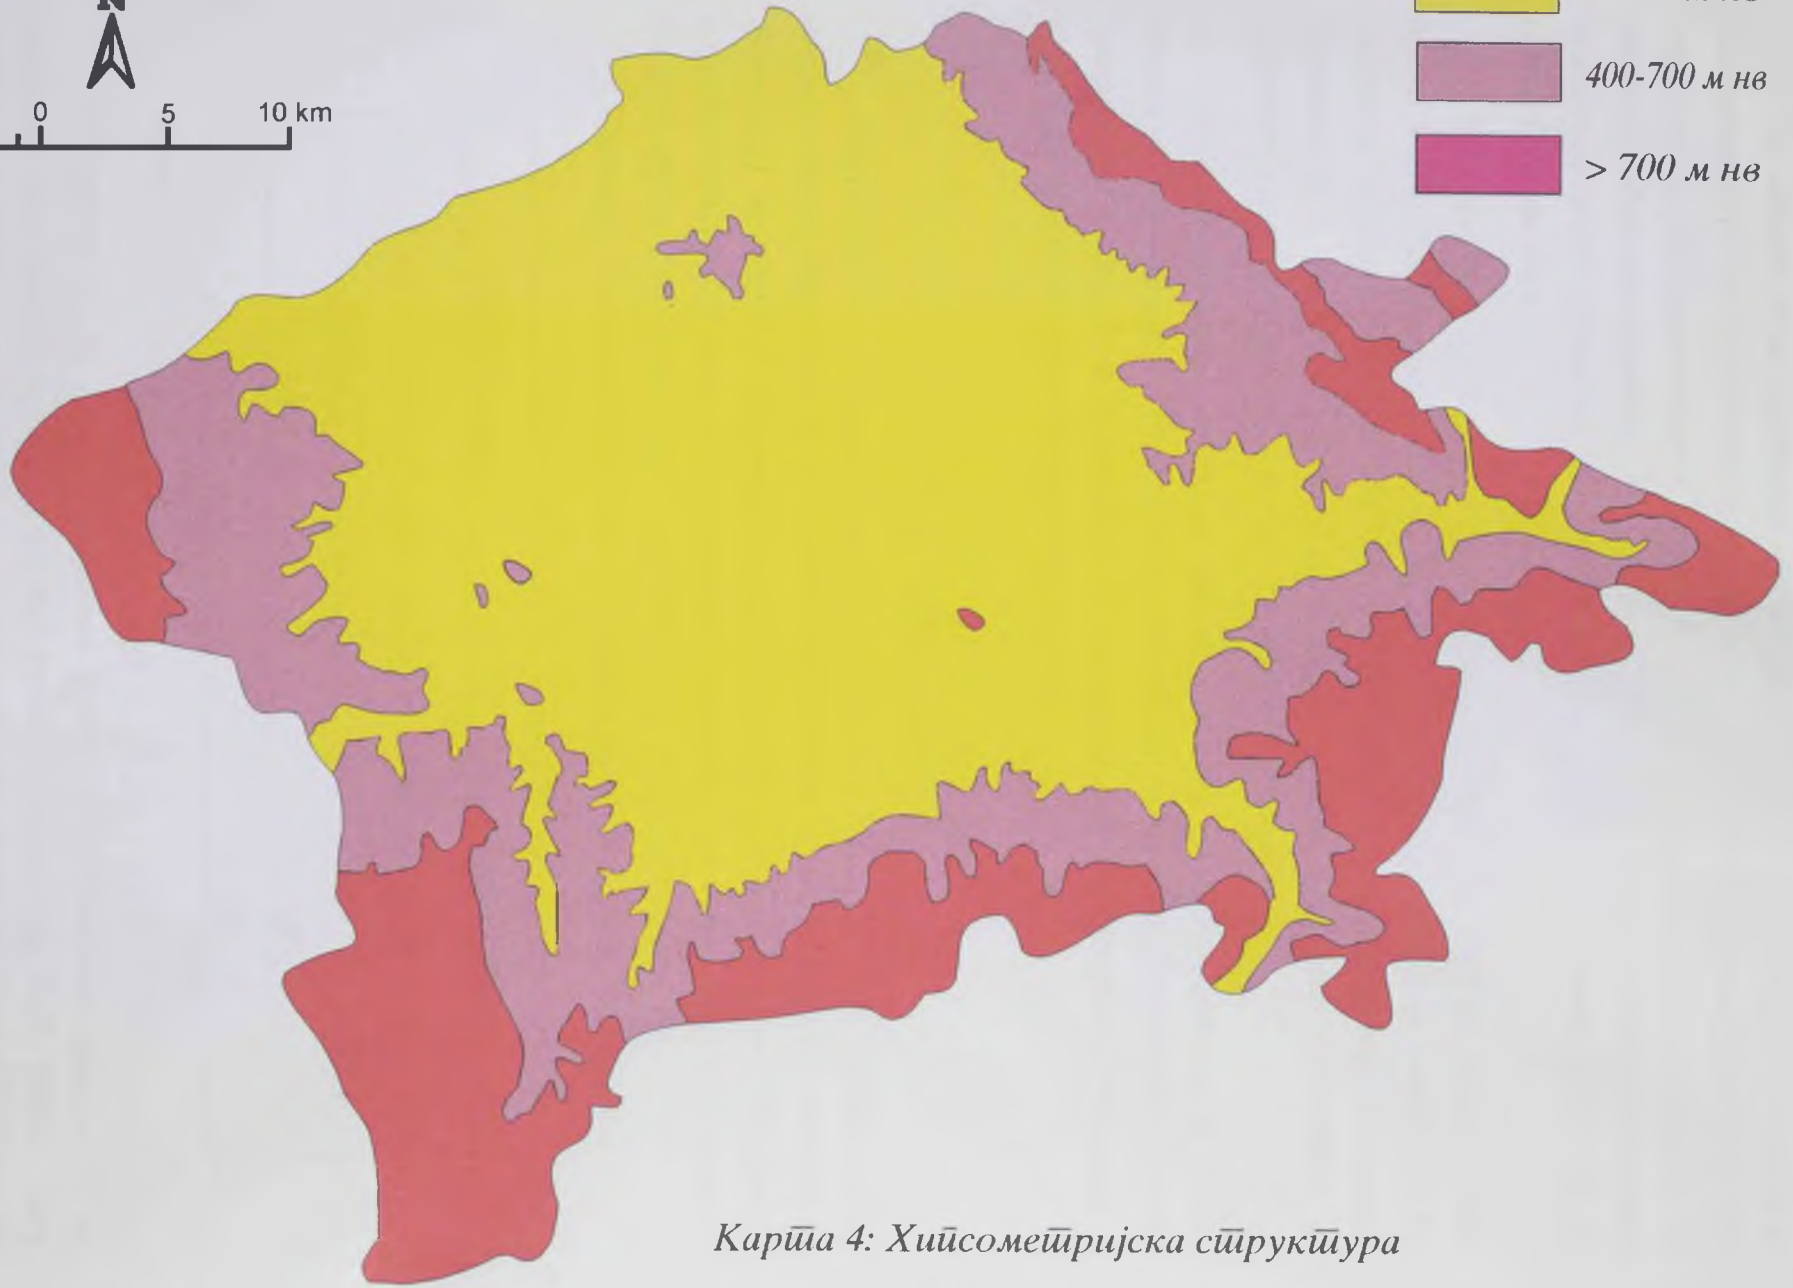 N
0 5 10 km
400-700 м нв
> 700 м нв
Карта 4: Хипсометријска структура